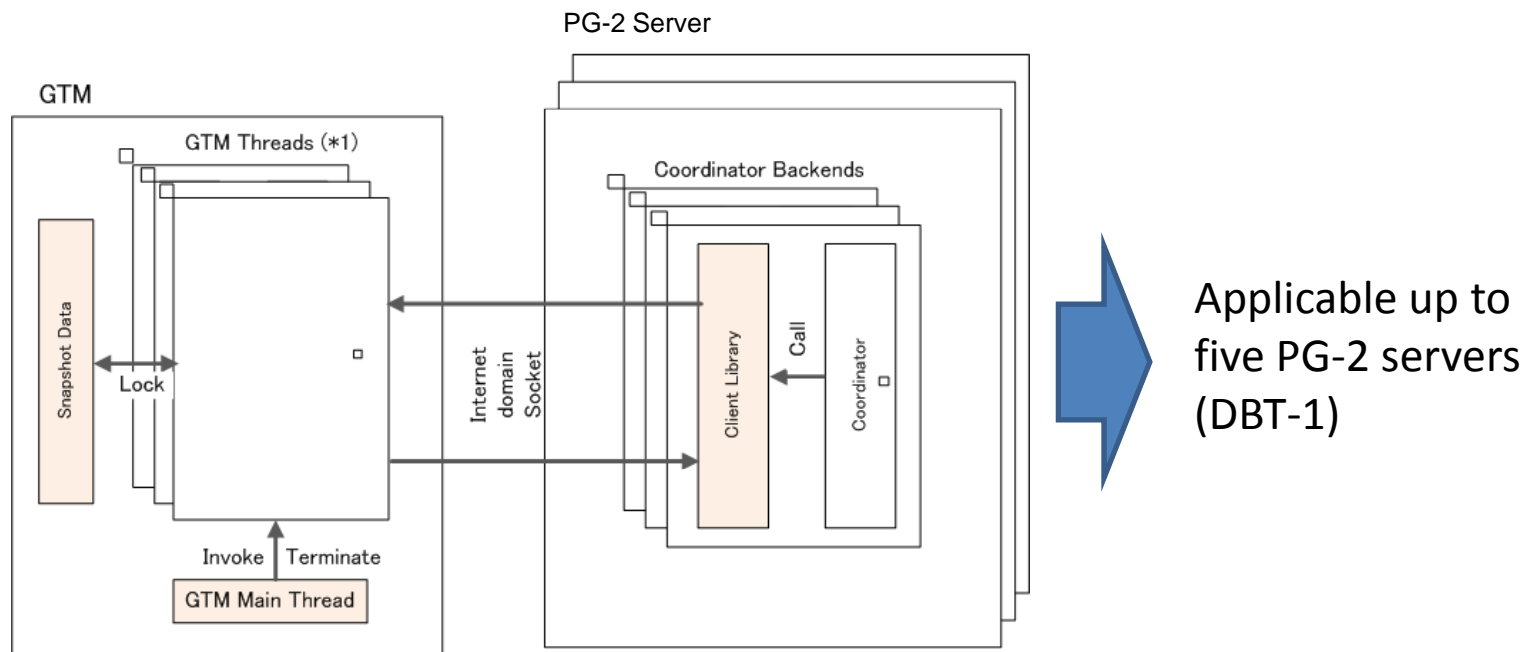 PG-2 Server
GTM
GTM Threads (*1)
Coordinator Backends
Snapshot Data
Lock
Internet
domain
Socket
Client Library
Call
Coordinator
Invoke Terminate
GTM Main Thread
Applicable up to
five PG-2 servers
(DBT-1)